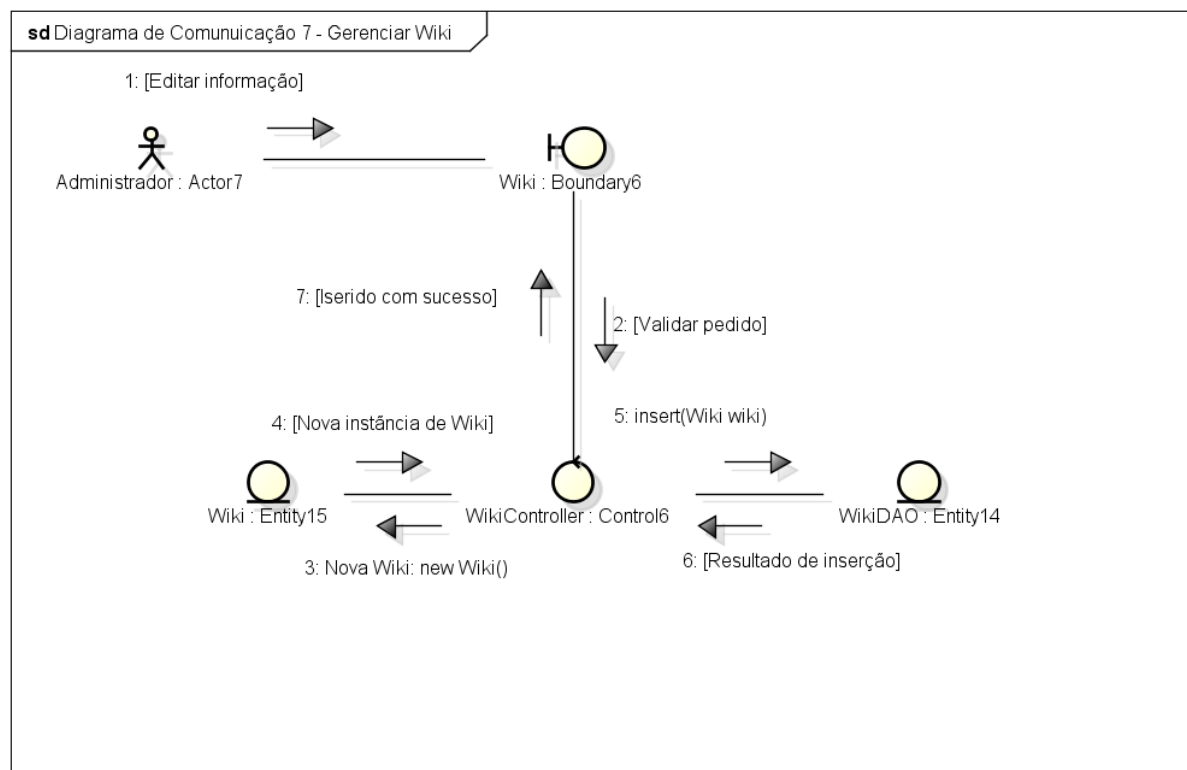 sd Diagrama de Comunuicação 7 - Gerenciar Wiki
1: [Editar informação]
Administrador : Actor7
Wiki : Boundary6
7: [Iserido com sucesso]
2: [Validar pedido]
4: [Nova instância de Wiki]
5: insert(Wiki wiki)
Wiki : Entity15
WikiController : Control6
WikiDAO : Entity14
3: Nova Wiki: new Wiki()
6: [Resultado de inserção]